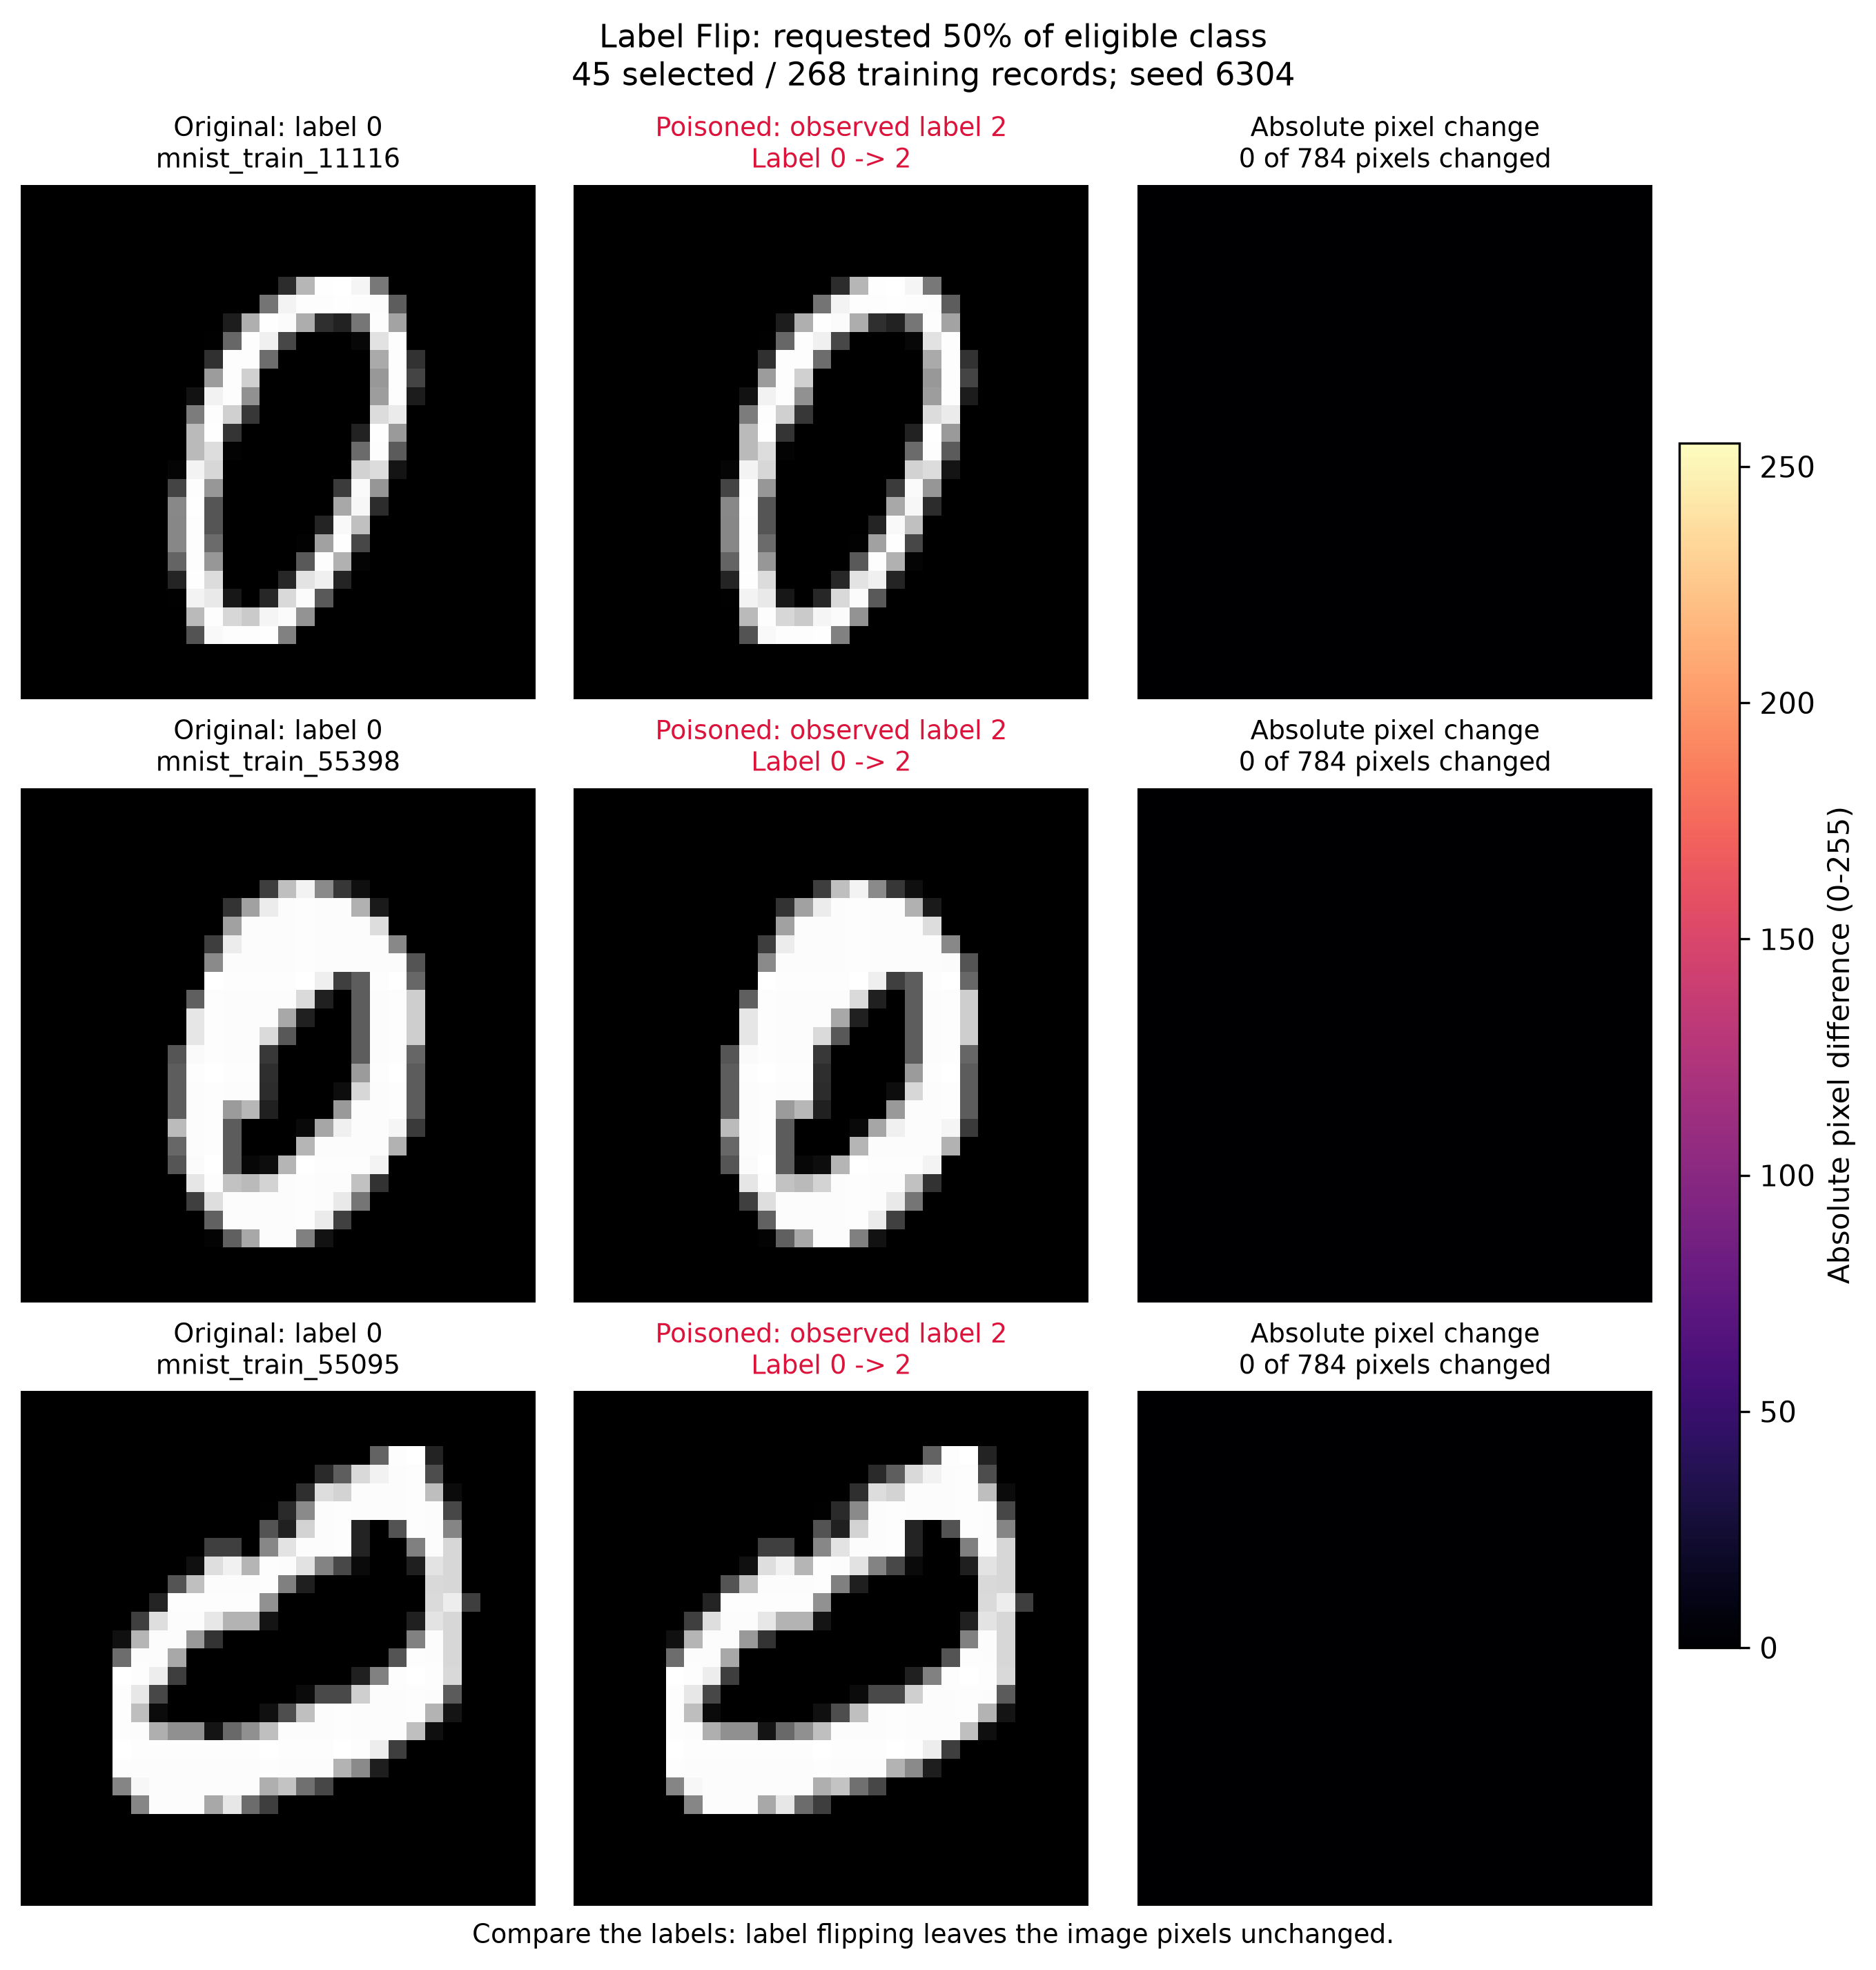 Label Flip: requested 50% of eligible class
45 selected / 268 training records; seed 6304
Original: label 0
mnist_train_11116
Poisoned: observed label 2
Label 0 -> 2
Absolute pixel change
0 of 784 pixels changed
Original: label 0
mnist_train_55398
Poisoned: observed label 2
Label 0 -> 2
Absolute pixel change
0 of 784 pixels changed
Original: label 0
mnist_train_55095
Poisoned: observed label 2
Label 0 -> 2
Absolute pixel change
0 of 784 pixels changed
250
200
150
100
50
0
Absolute pixel difference (0-255)
Compare the labels: label flipping leaves the image pixels unchanged.